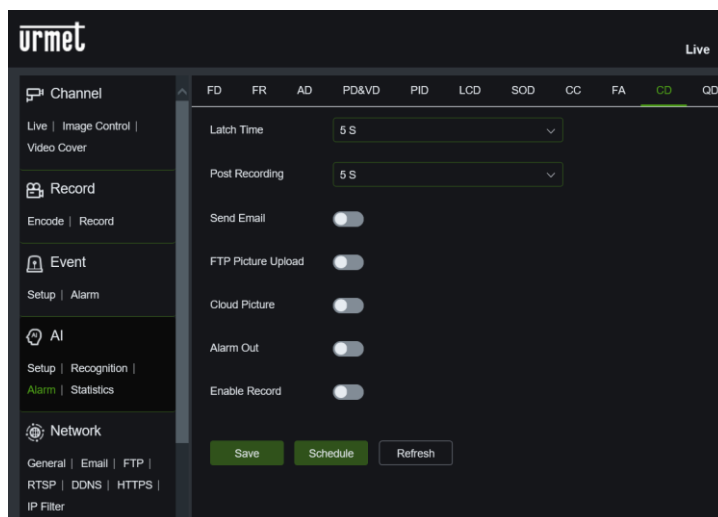 urmet
Live
Channel
Live | Image Control |
Video Cover
Record
Encode | Record
Event
Setup | Alarm
AI
Setup | Recognition |
Alarm | Statistics
Network
General | Email | FTP |
RTSP | DDNS | HTTPS |
IP Filter
FD FR AD PD&VD PID LCD SOD CC FA CD QD
Latch Time 5 S
Post Recording 5 S
Send Email
FTP Picture Upload
Cloud Picture
Alarm Out
Enable Record
Save Schedule Refresh